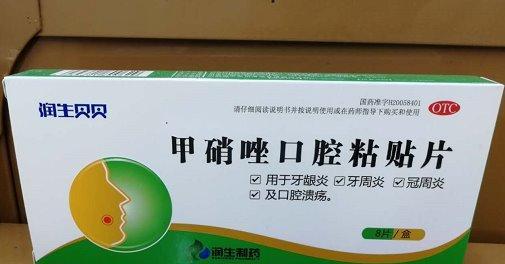 润生贝贝
国药准字H20058401
请仔细阅读说明书并按说明使用或在药师指导下购买和使用
OTC
甲硝唑口腔粘贴片
☑ 用于牙龈炎 ☑ 牙周炎 ☑ 冠周炎
☑ 及口腔溃疡。
8片/盒
润生制药